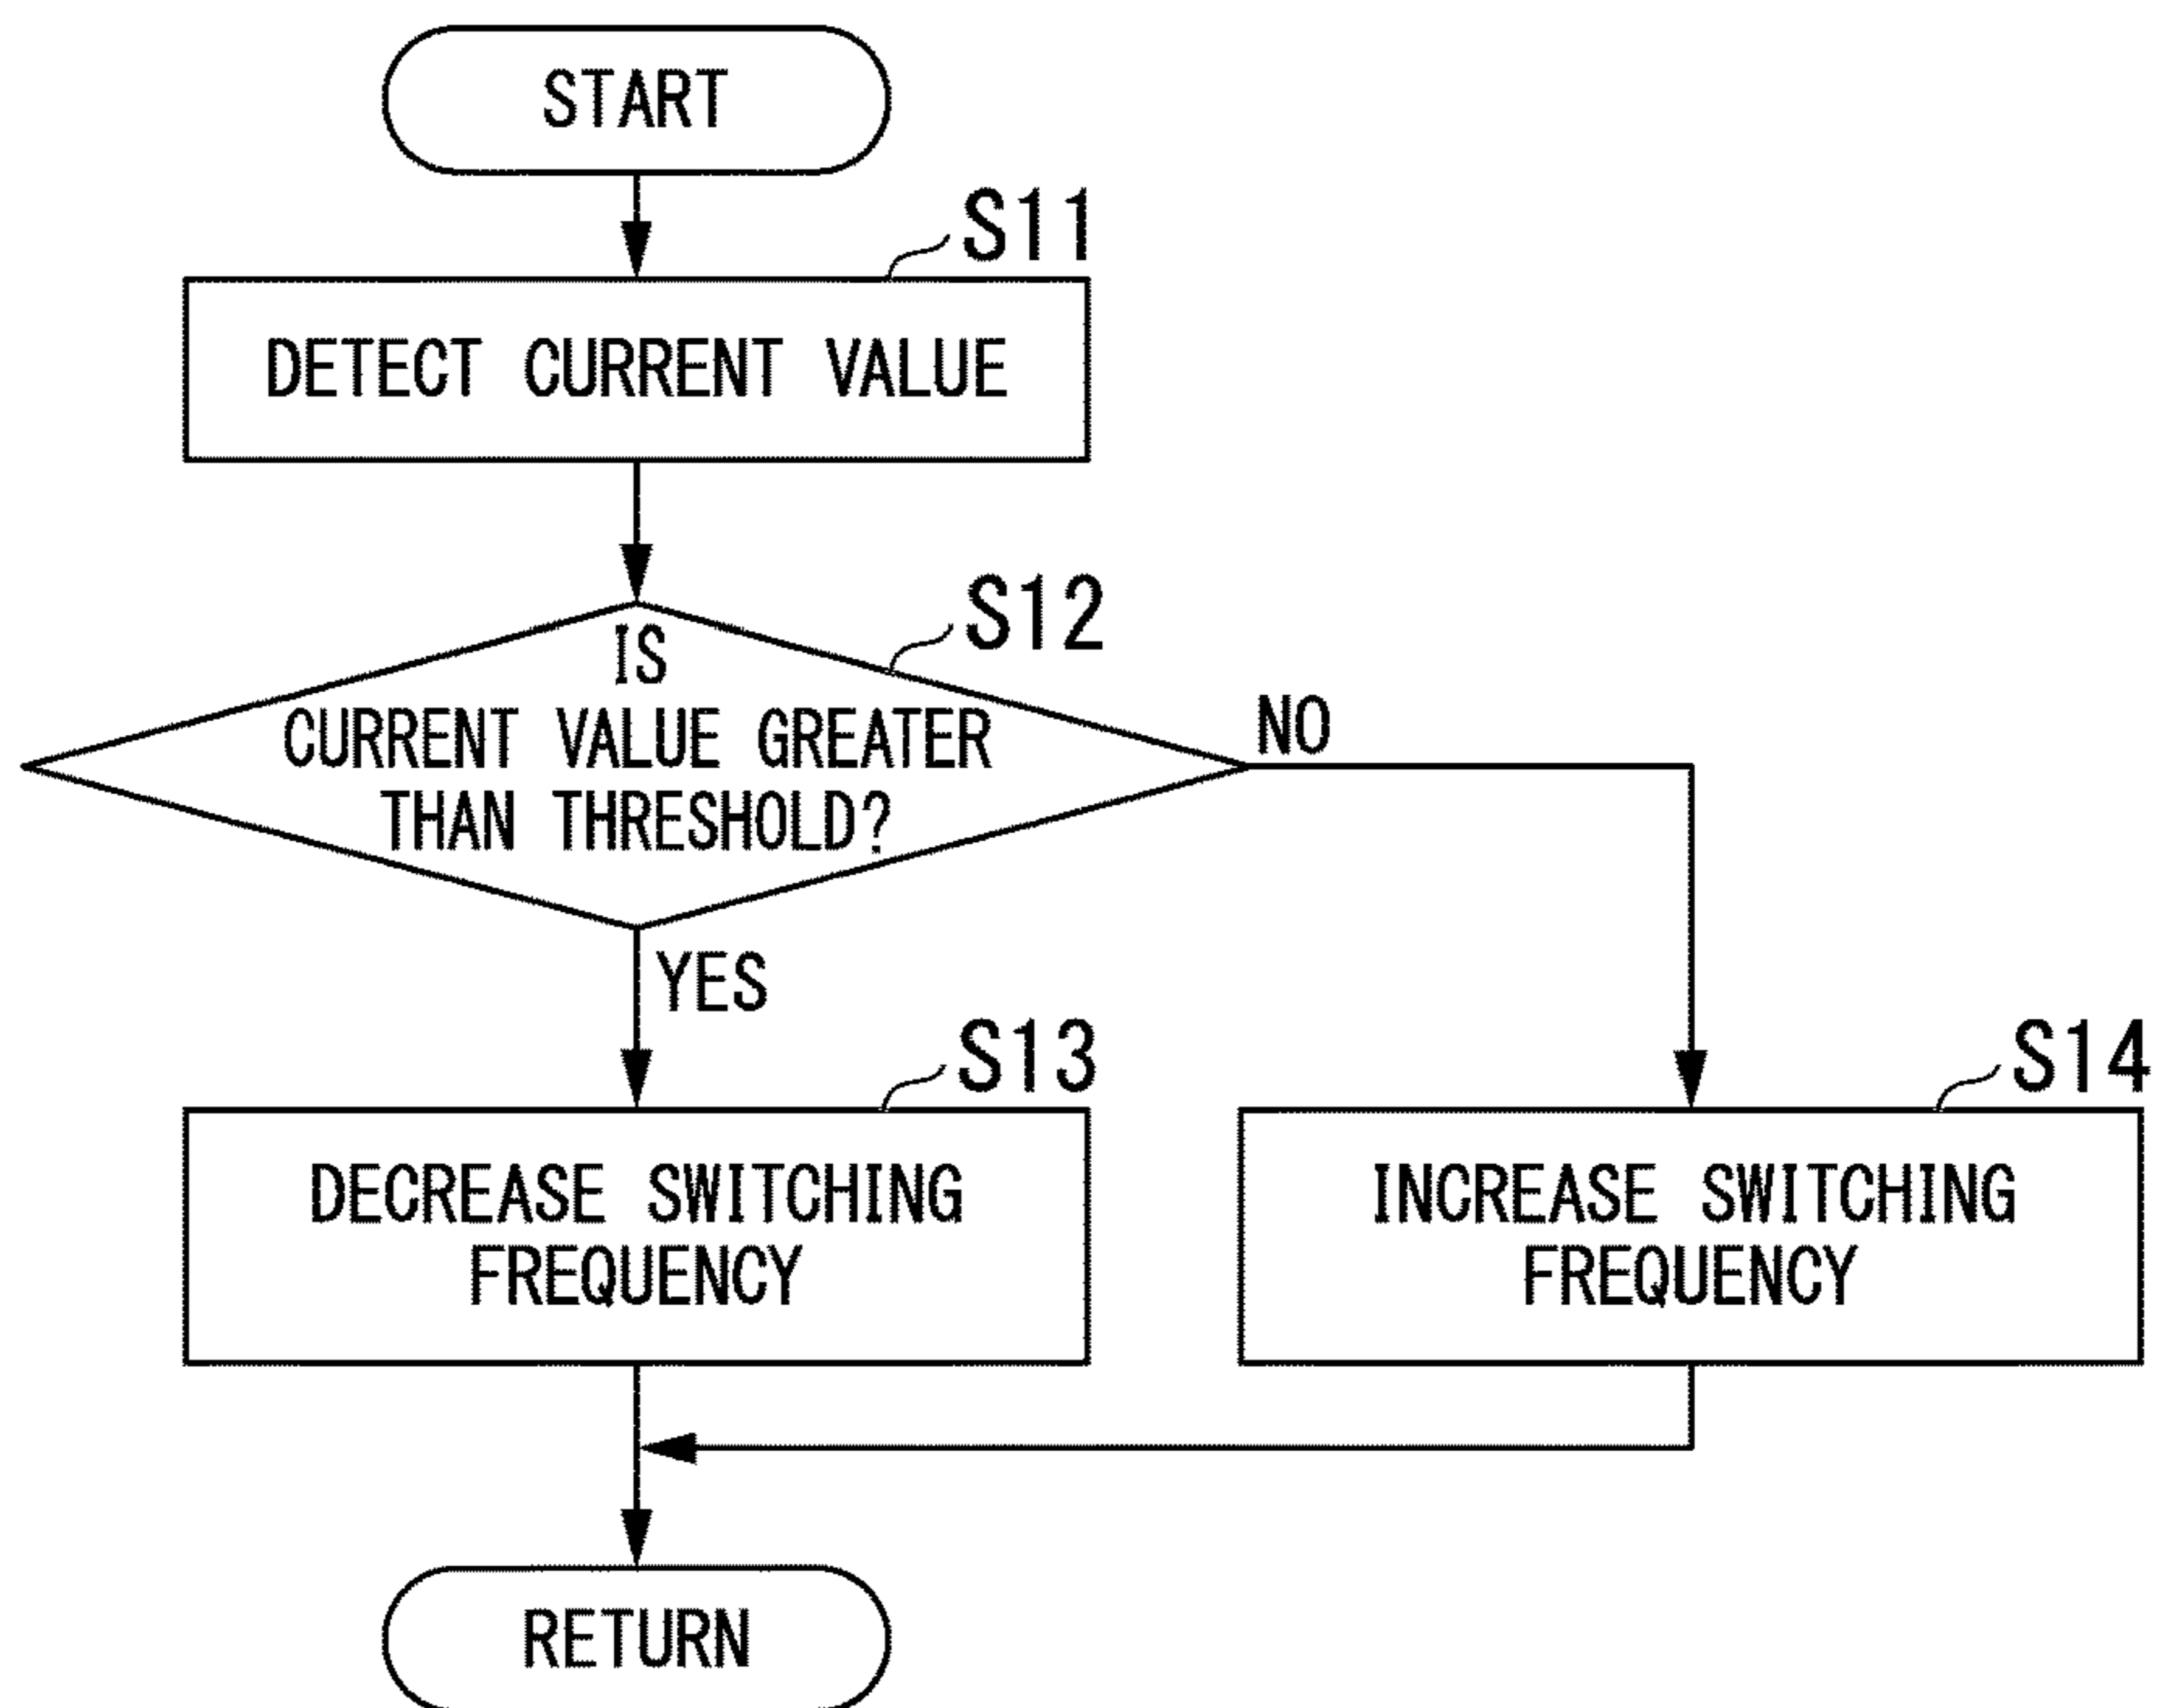 START
S11
DETECT CURRENT VALUE
S12
IS
CURRENT VALUE GREATER
THAN THRESHOLD?
NO
YES
S13
DECREASE SWITCHING
FREQUENCY
S14
INCREASE SWITCHING
FREQUENCY
RETURN